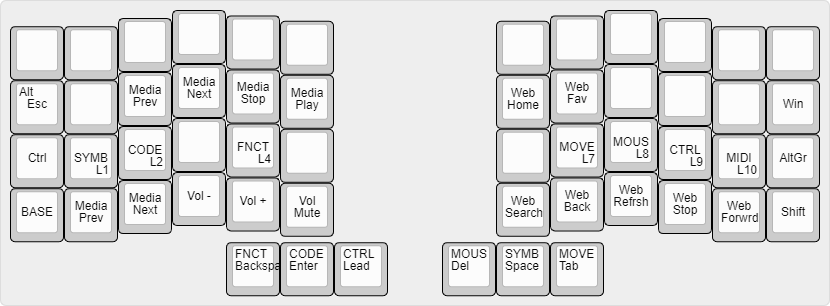 Alt
Esc
Media
Prev
Media
Next
Media
Stop
Media
Play
Web
Home
Web
Fav
Win
Ctrl
SYMB
L1
CODE
L2
FNCT
L4
MOVE
L7
MOUS
L8
CTRL
L9
MIDI
L10
AltGr
BASE
Media
Prev
Media
Next
Vol -
Vol +
Vol
Mute
Web
Search
Web
Back
Web
Refrsh
Web
Stop
Web
Forwrd
Shift
FNCT
Backspa
CODE
Enter
CTRL
Lead
MOUS
Del
SYMB
Space
MOVE
Tab